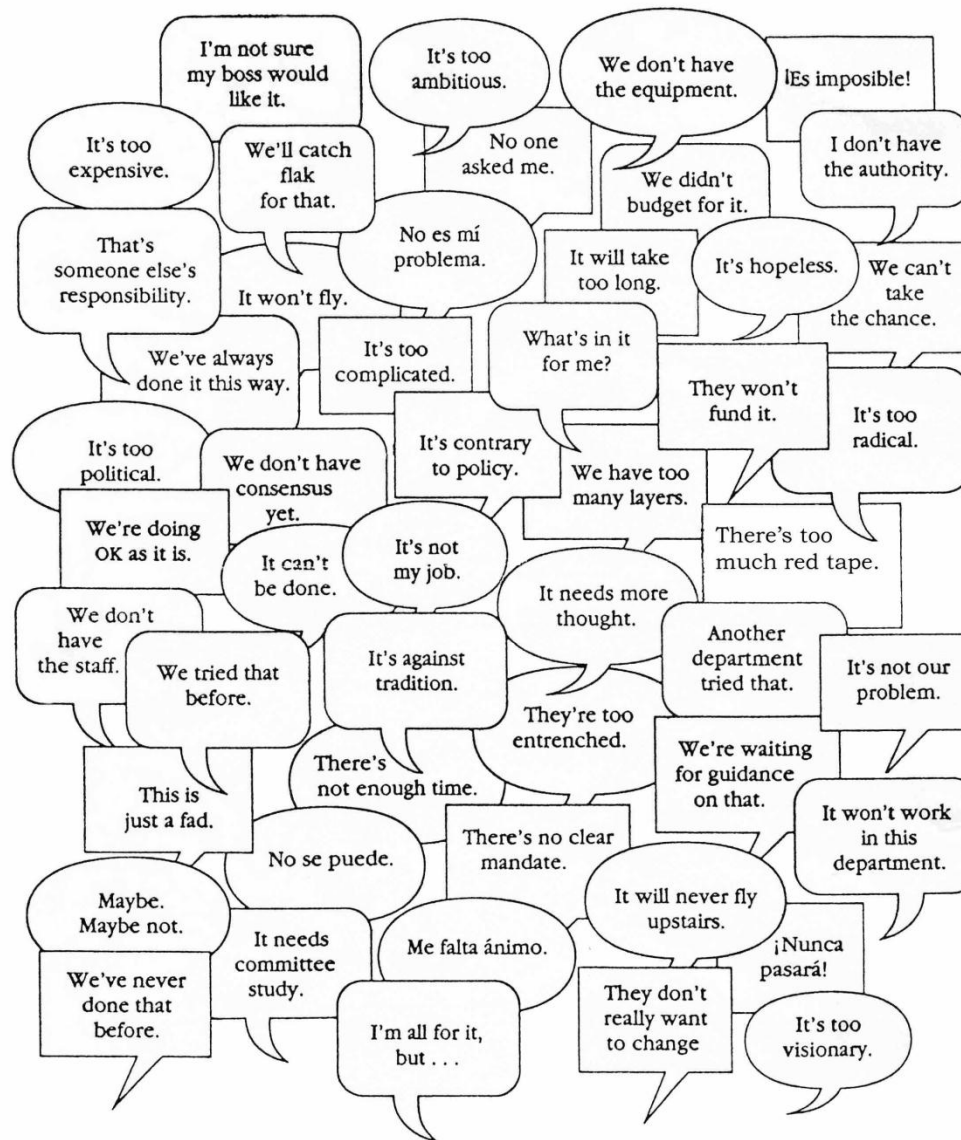 I'm not sure
my boss would
like it.
It's too
ambitious.
We don't have
the equipment.
¡Es imposible!
It's too
expensive.
We'll catch
flak
for that.
No one
asked me.
We didn't
budget for it.
I don't have
the authority.
That's
someone else's
responsibility.
It won't fly.
No es mí
problema.
It will take
too long.
It's hopeless.
We can't
take
the chance.
We've always
done it this way.
It's too
complicated.
What's in it
for me?
They won't
fund it.
It's too
radical.
It's too
political.
We don't have
consensus
yet.
It's contrary
to policy.
We have too
many layers.
We're doing
OK as it is.
It can't
be done.
It's not
my job.
It needs more
thought.
There's too
much red tape.
We don't
have
the staff.
We tried that
before.
It's against
tradition.
They're too
entrenched.
Another
department
tried that.
It's not our
problem.
This is
just a fad.
There's
not enough time.
We're waiting
for guidance
on that.
It won't work
in this
department.
No se puede.
There's no clear
mandate.
Maybe.
Maybe not.
It needs
committee
study.
Me falta ánimo.
It will never fly
upstairs.
¡Nunca
pasará!
We've never
done that
before.
I'm all for it,
but . . .
They don't
really want
to change
It's too
visionary.